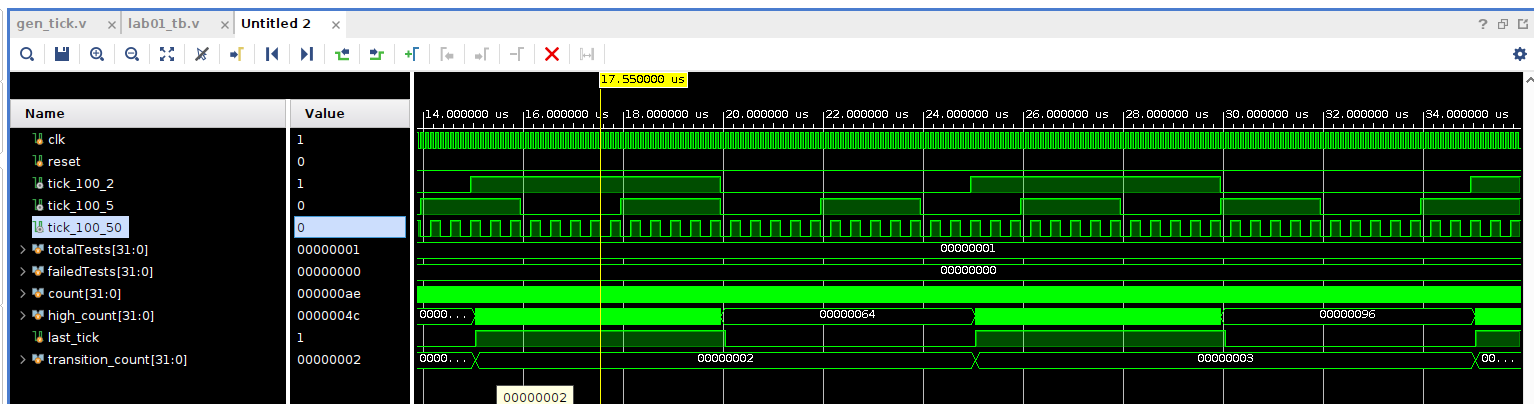 gen_tick.v × lab01_tb.v × Untitled 2 ×
?
17.550000 us
Name Value
14.000000 us 16.000000 us 18.000000 us 20.000000 us 22.000000 us 24.000000 us 26.000000 us 28.000000 us 30.000000 us 32.000000 us 34.000000 us
clk 1
reset 0
tick_100_2 1
tick_100_5 0
tick_100_50 0
totalTests[31:0] 00000001 00000001
failedTests[31:0] 00000000 00000000
count[31:0] 000000ae
high_count[31:0] 0000004c 0000... 00000064 00000096
last_tick 1
transition_count[31:0] 00000002 0000... 00000002 00000003 00...
00000002